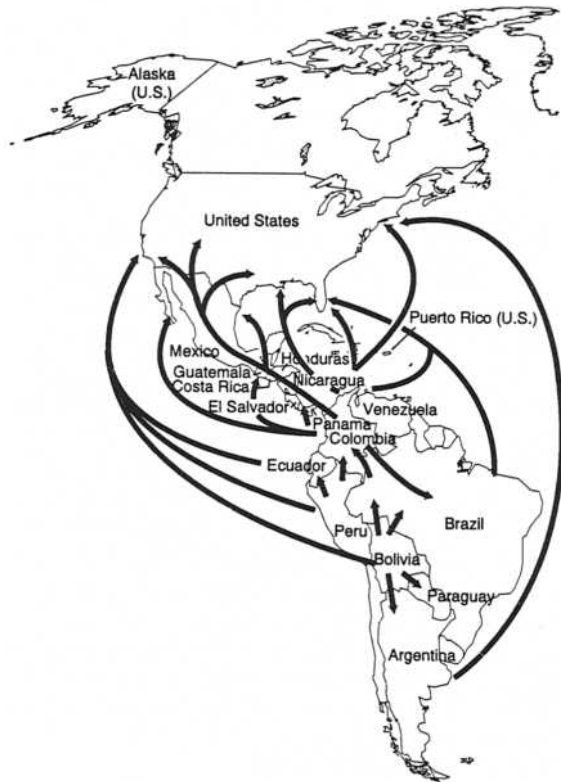 Alaska
(U.S.)
United States
Puerto Rico (U.S.)
Mexico
Honduras
Guatemala
Nicaragua
Costa Rica
El Salvador
Venezuela
Panama
Colombia
Ecuador
Peru
Brazil
Bolivia
Paraguay
Argentina